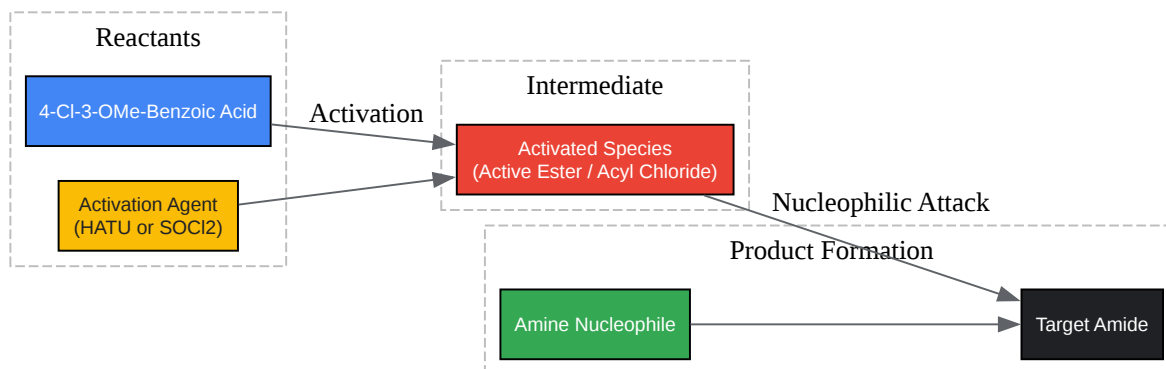 Reactants
4-Cl-3-OMe-Benzoic Acid
Activation
Activation Agent
(HATU or SOCl2)
Intermediate
Activated Species
(Active Ester / Acyl Chloride)
Nucleophilic Attack
Product Formation
Amine Nucleophile
Target Amide